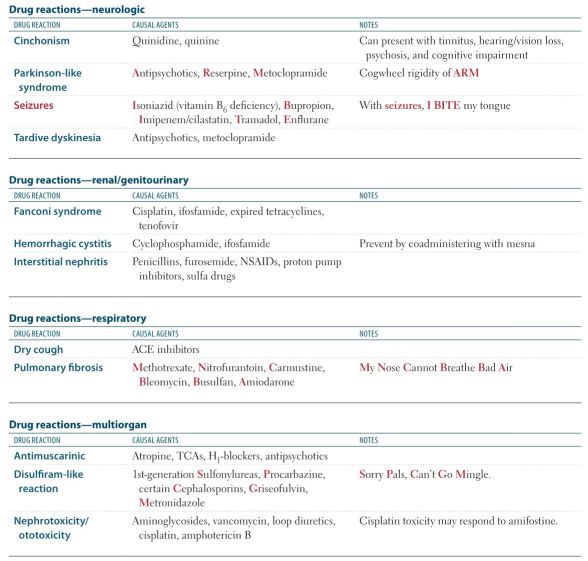 Drug reactions—neurologic
DRUG REACTION CAUSAL AGENTS NOTES
Cinchonism Quinidine, quinine Can present with tinnitus, hearing/vision loss,
psychosis, and cognitive impairment
Parkinson-like Antipsychotics, Reserpine, Metoclopramide Cogwheel rigidity of ARM
syndrome
Seizures Isoniazid (vitamin B6 deficiency), Bupropion, With seizures, I BITE my tongue
Imipenem/cilastatin, Tramadol, Enflurane
Tardive dyskinesia Antipsychotics, metoclopramide
Drug reactions—renal/genitourinary
DRUG REACTION CAUSAL AGENTS NOTES
Fanconi syndrome Cisplatin, ifosfamide, expired tetracyclines,
tenofovir
Hemorrhagic cystitis Cyclophosphamide, ifosfamide Prevent by coadministering with mesna
Interstitial nephritis Penicillins, furosemide, NSAIDs, proton pump
inhibitors, sulfa drugs
Drug reactions—respiratory
DRUG REACTION CAUSAL AGENTS NOTES
Dry cough ACE inhibitors
Pulmonary fibrosis Methotrexate, Nitrofurantoin, Carmustine, My Nose Cannot Breathe Bad Air
Bleomycin, Busulfan, Amiodarone
Drug reactions—multiorgan
DRUG REACTION CAUSAL AGENTS NOTES
Antimuscarinic Atropine, TCAs, H1-blockers, antipsychotics
Disulfiram-like 1st-generation Sulfonylureas, Procarbazine, Sorry Pals, Can't Go Mingle.
reaction certain Cephalosporins, Griseofulvin,
Metronidazole
Nephrotoxicity/ Aminoglycosides, vancomycin, loop diuretics, Cisplatin toxicity may respond to amifostine.
ototoxicity cisplatin, amphotericin B